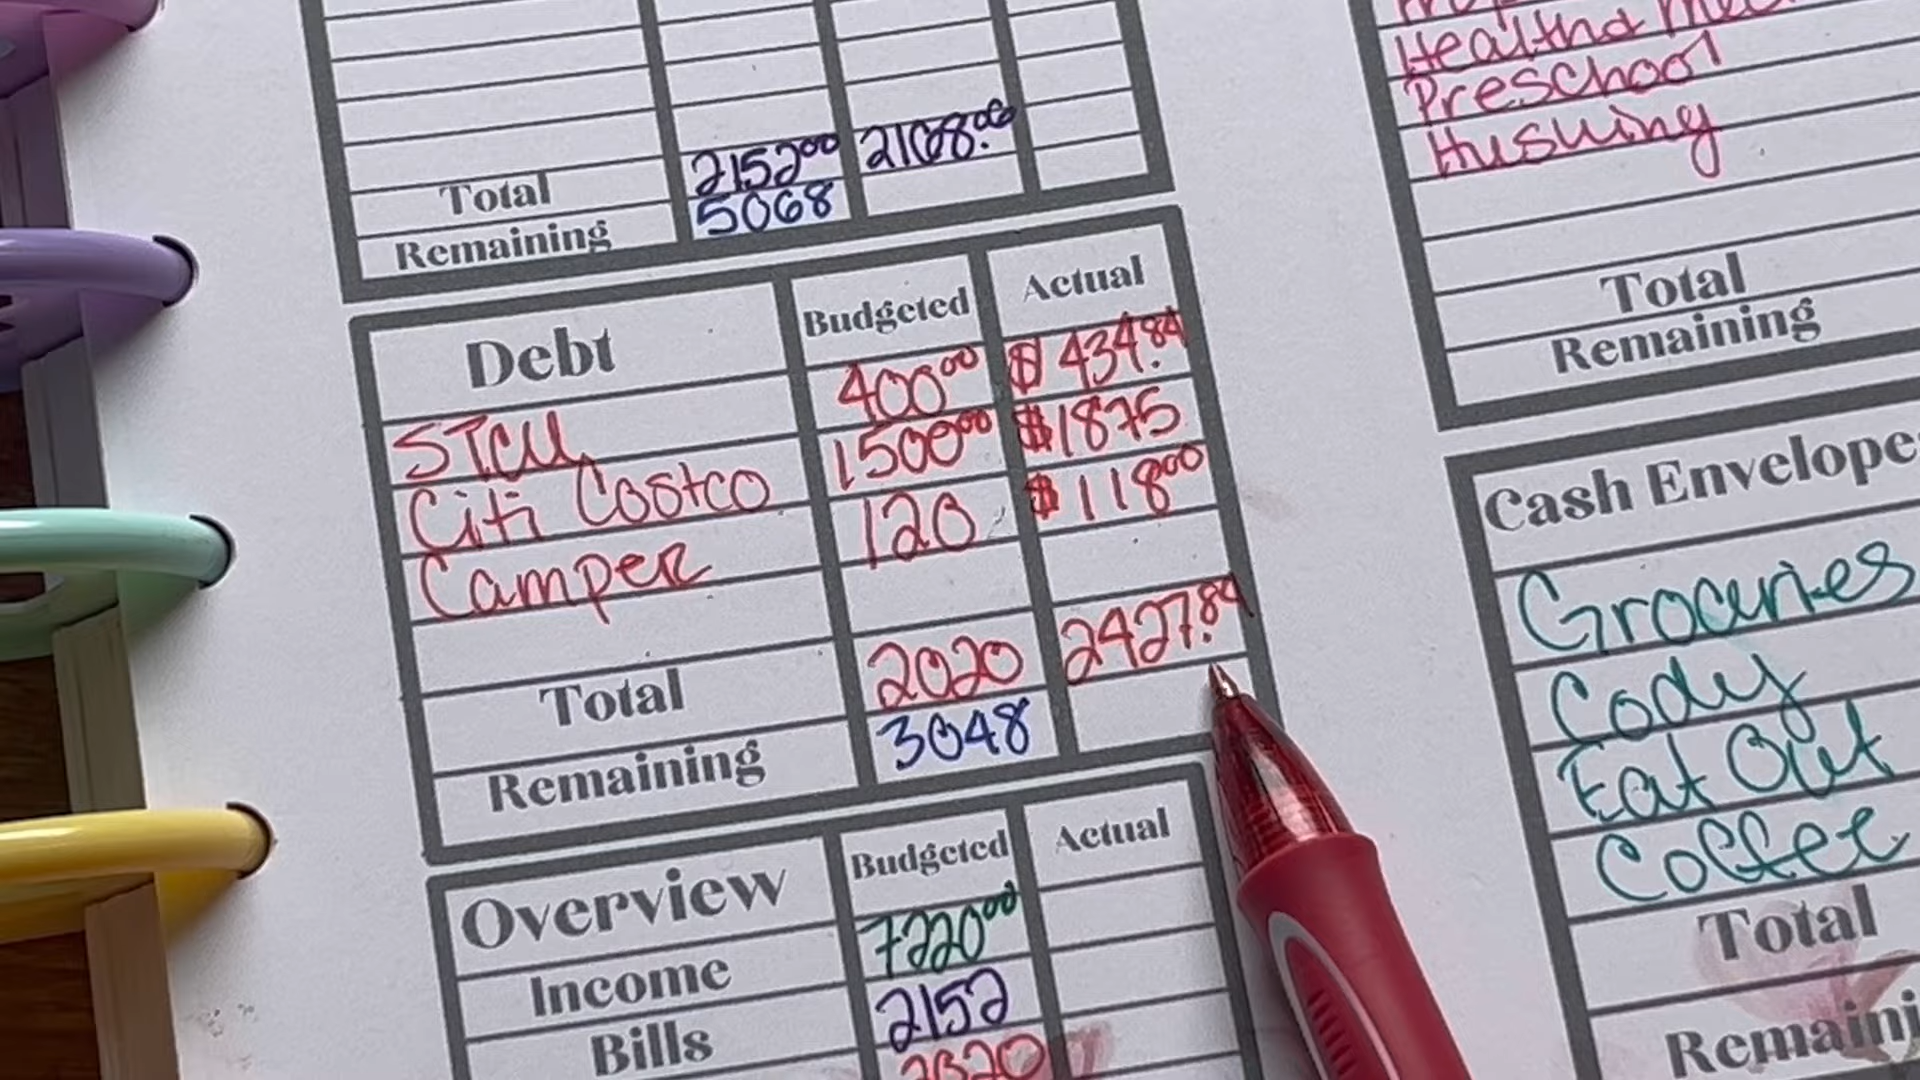 Total 2152 00 2168.00
Remaining 5068
Debt Budgeted Actual
STCU 400 00 $ 434.84
Citi Costco 1500 00 $1875
Camper 120 $118 00
Total 2020 2427.84
Remaining 3048
Overview Budgeted Actual
Income 7220 00
Bills 2152
Preschool
Total
Remaining
Cash Envelope
Groceries
Cody
Eat Out
Coffee
Total
Remaini